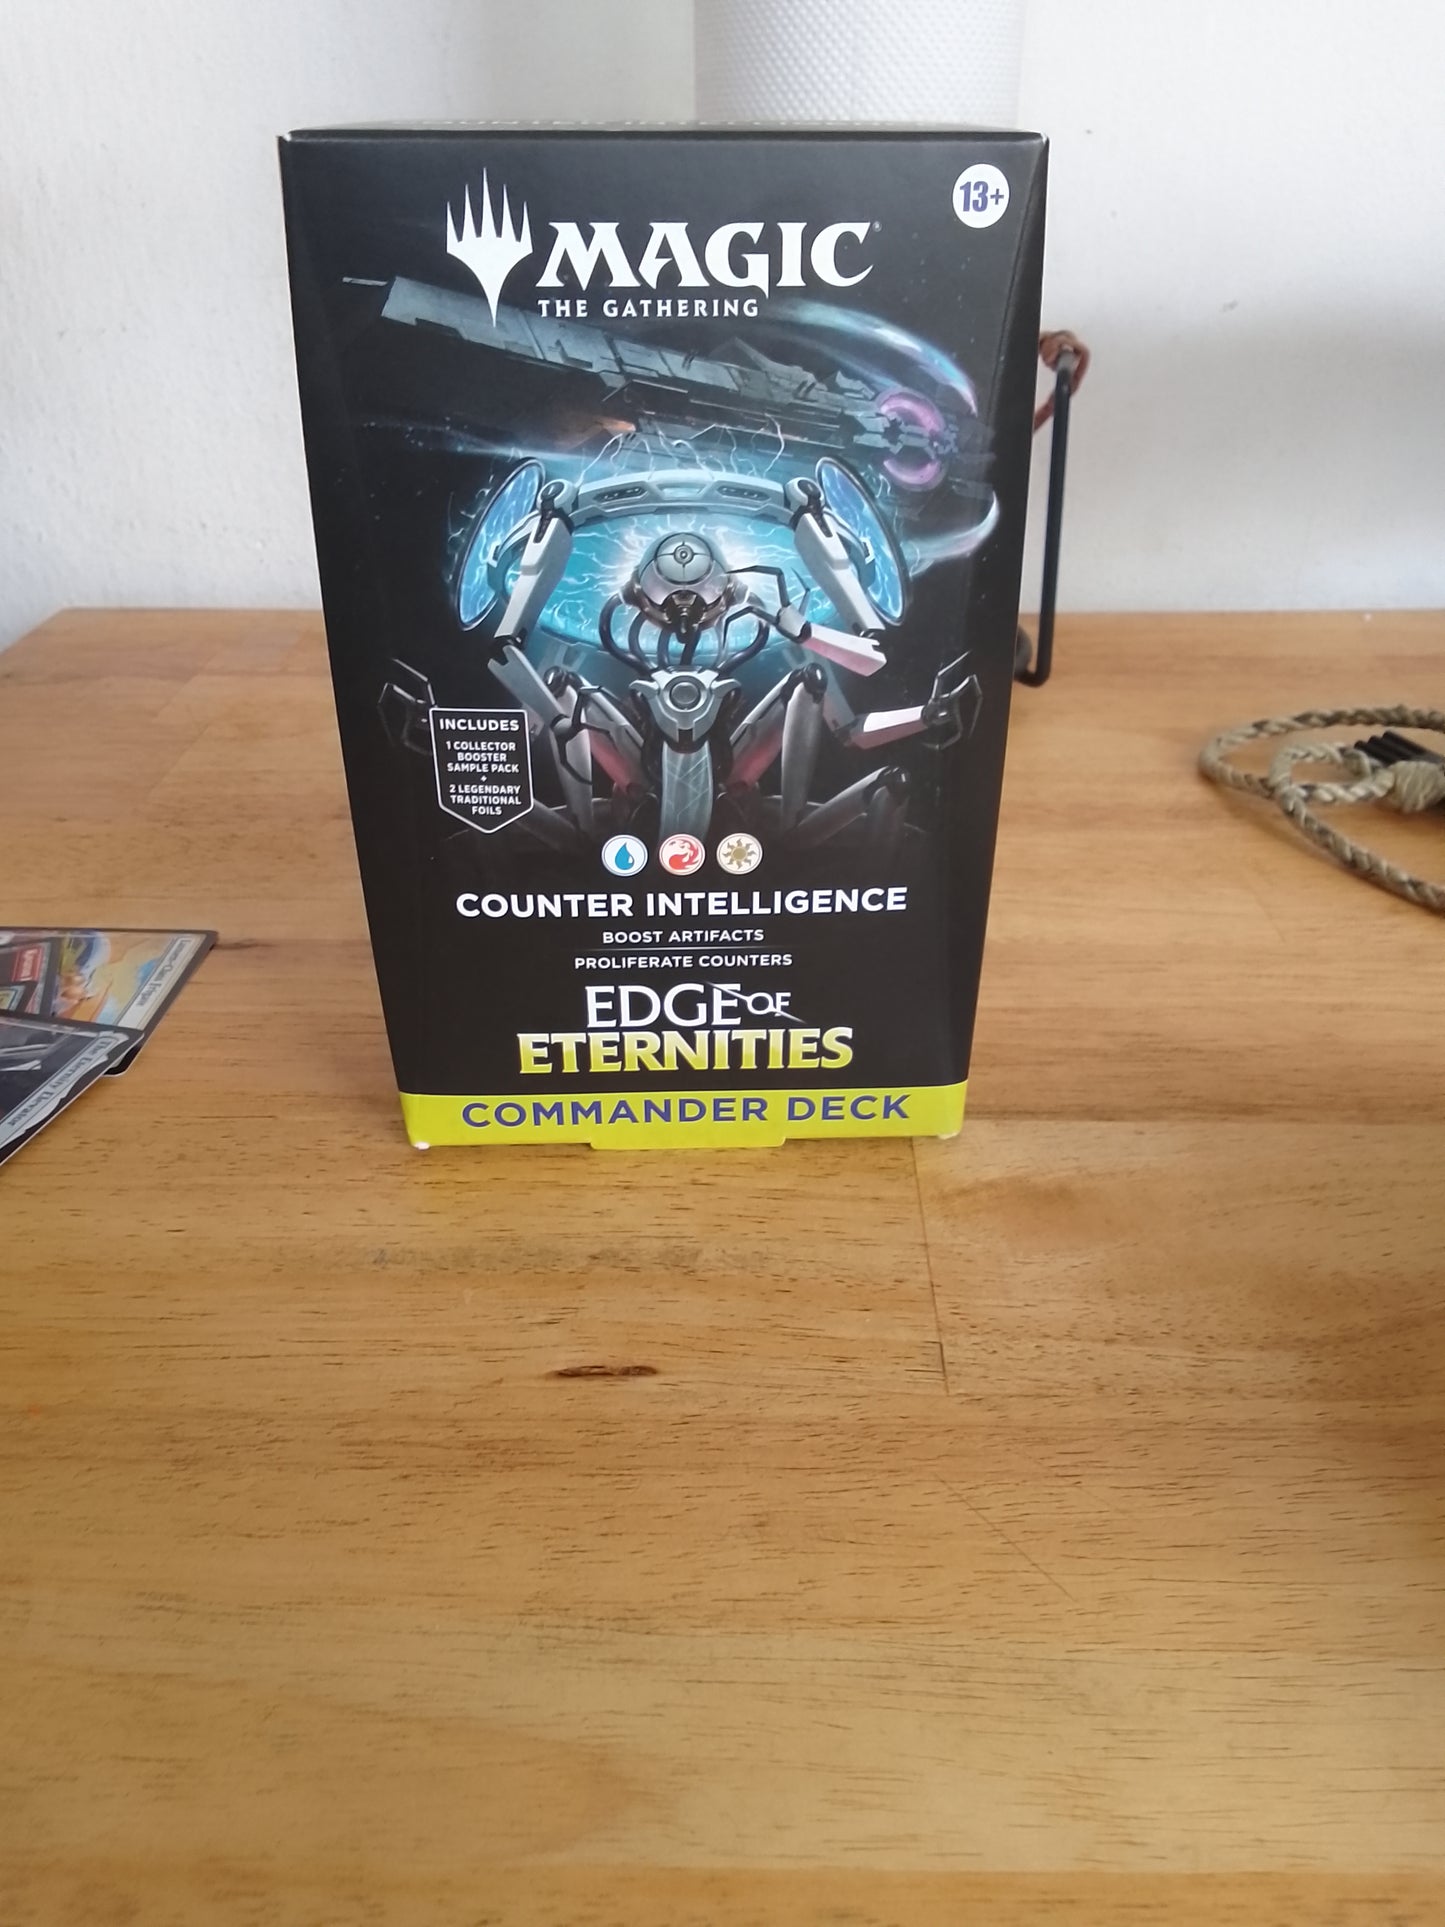 13+
MAGIC
THE GATHERING
INCLUDES
1 COLLECTOR
BOOSTER
SAMPLE PACK
+
2 LEGENDARY
TRADITIONAL
FOILS
COUNTER INTELLIGENCE
BOOST ARTIFACTS
PROLIFERATE COUNTERS
EDGE OF
ETERNITIES
COMMANDER DECK